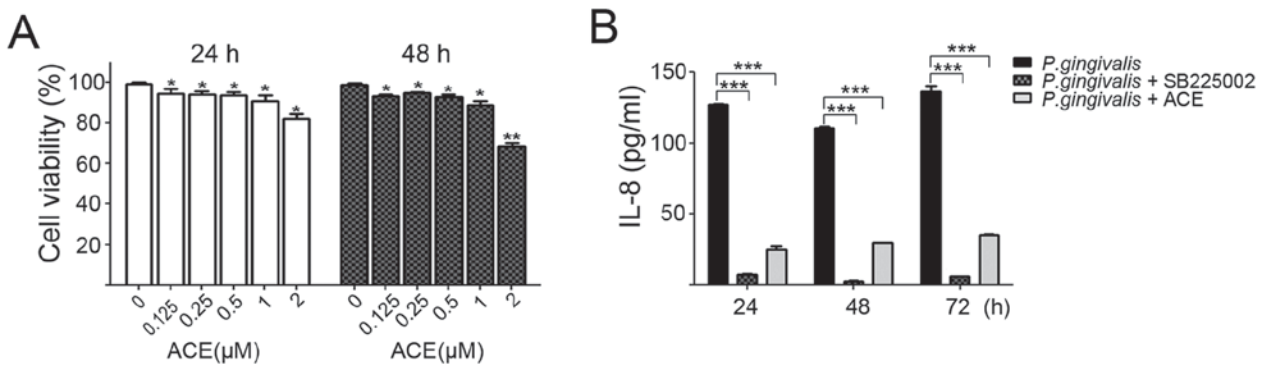 A
24 h
48 h
Cell viability (%)
100
80
60
40
20
* * * * *
* * * * **
0 0.125 0.25 0.5 1 2
0 0.125 0.25 0.5 1 2
ACE(µM)
ACE(µM)
B
IL-8 (pg/ml)
150
100
50
***
***
***
***
***
***
24 48 72 (h)
P.gingivalis
P.gingivalis + SB225002
P.gingivalis + ACE